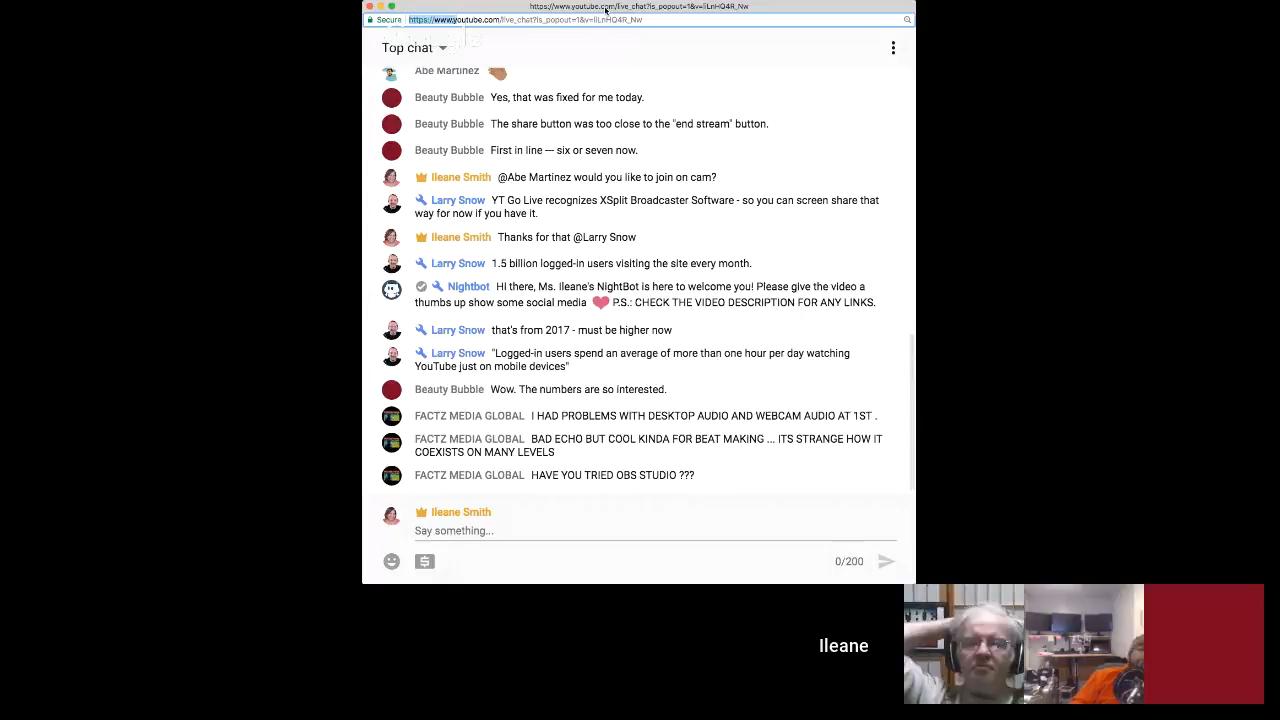 https://www.youtube.com/live_chat?is_popout=1&v=liLnHQ4R_Nw
Secure https://www.youtube.com/live_chat?is_popout=1&v=liLnHQ4R_Nw
Top chat
Abe Martinez
Beauty Bubble Yes, that was fixed for me today.
Beauty Bubble The share button was too close to the "end stream" button.
Beauty Bubble First in line --- six or seven now.
Ileane Smith @Abe Martinez would you like to join on cam?
Larry Snow YT Go Live recognizes XSplit Broadcaster Software - so you can screen share that
way for now if you have it.
Ileane Smith Thanks for that @Larry Snow
Larry Snow 1.5 billion logged-in users visiting the site every month.
Nightbot Hi there, Ms. Ileane's NightBot is here to welcome you! Please give the video a
thumbs up show some social media P.S.: CHECK THE VIDEO DESCRIPTION FOR ANY LINKS.
Larry Snow that's from 2017 - must be higher now
Larry Snow "Logged-in users spend an average of more than one hour per day watching
YouTube just on mobile devices"
Beauty Bubble Wow. The numbers are so interested.
FACTZ MEDIA GLOBAL I HAD PROBLEMS WITH DESKTOP AUDIO AND WEBCAM AUDIO AT 1ST .
FACTZ MEDIA GLOBAL BAD ECHO BUT COOL KINDA FOR BEAT MAKING ... ITS STRANGE HOW IT
COEXISTS ON MANY LEVELS
FACTZ MEDIA GLOBAL HAVE YOU TRIED OBS STUDIO ???
Ileane Smith
Say something...
0/200
Ileane